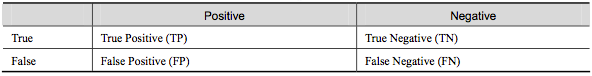 Positive Negative
True True Positive (TP) True Negative (TN)
False False Positive (FP) False Negative (FN)